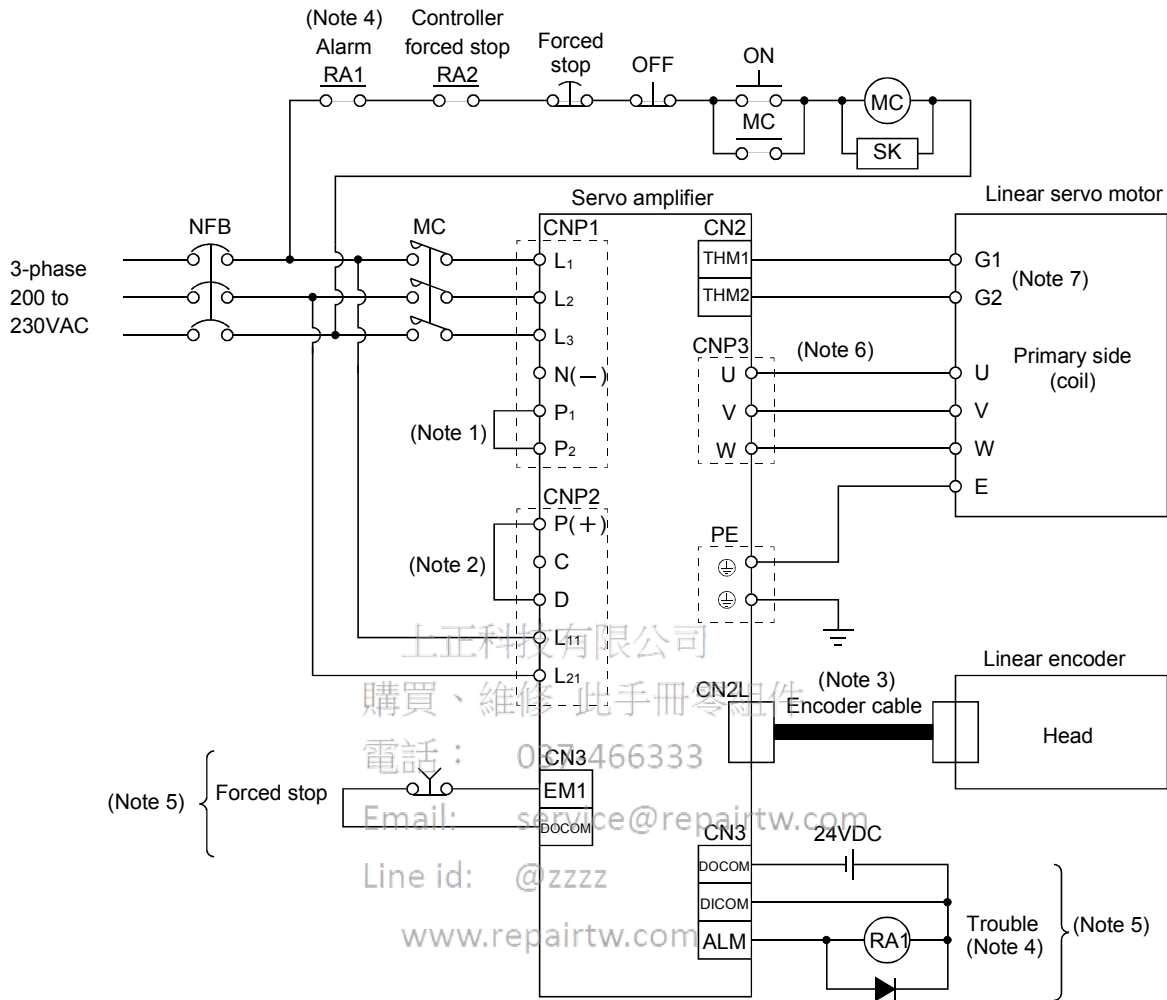 (Note 4)
Alarm
RA1
Controller
forced stop
RA2
Forced
stop
OFF
ON
MC
MC
SK
Servo amplifier
Linear servo motor
NFB
MC
3-phase
200 to
230VAC
CNP1
L1
L2
L3
N(－)
P1
P2
(Note 1)
CN2
THM1
THM2
CNP3
U
V
W
(Note 6)
G1
G2
(Note 7)
Primary side
(coil)
U
V
W
E
CNP2
P(＋)
C
D
L11
L21
(Note 2)
PE
CN2L
(Note 3)
Encoder cable
Linear encoder
Head
上正科技有限公司
購買、維修 此手冊零組件
電話： 037-466333
Email: service@repairtw.com
Line id: @zzzz
www.repairtw.com
(Note 5)
Forced stop
CN3
EM1
DOCOM
CN3
DOCOM
DICOM
ALM
24VDC
RA1
Trouble
(Note 4)
(Note 5)